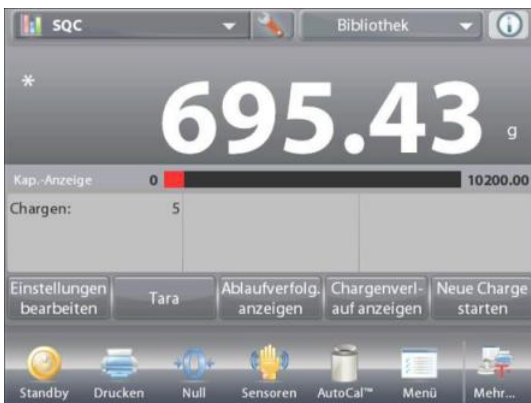 SQC Bibliothek
*
695.43 g
Kap.-Anzeige 0 10200.00
Chargen: 5
Einstellungen bearbeiten
Tara
Ablaufverfolg. anzeigen
Chargenverl- auf anzeigen
Neue Charge starten
Standby Drucken Null Sensoren AutoCal™ Menü Mehr...